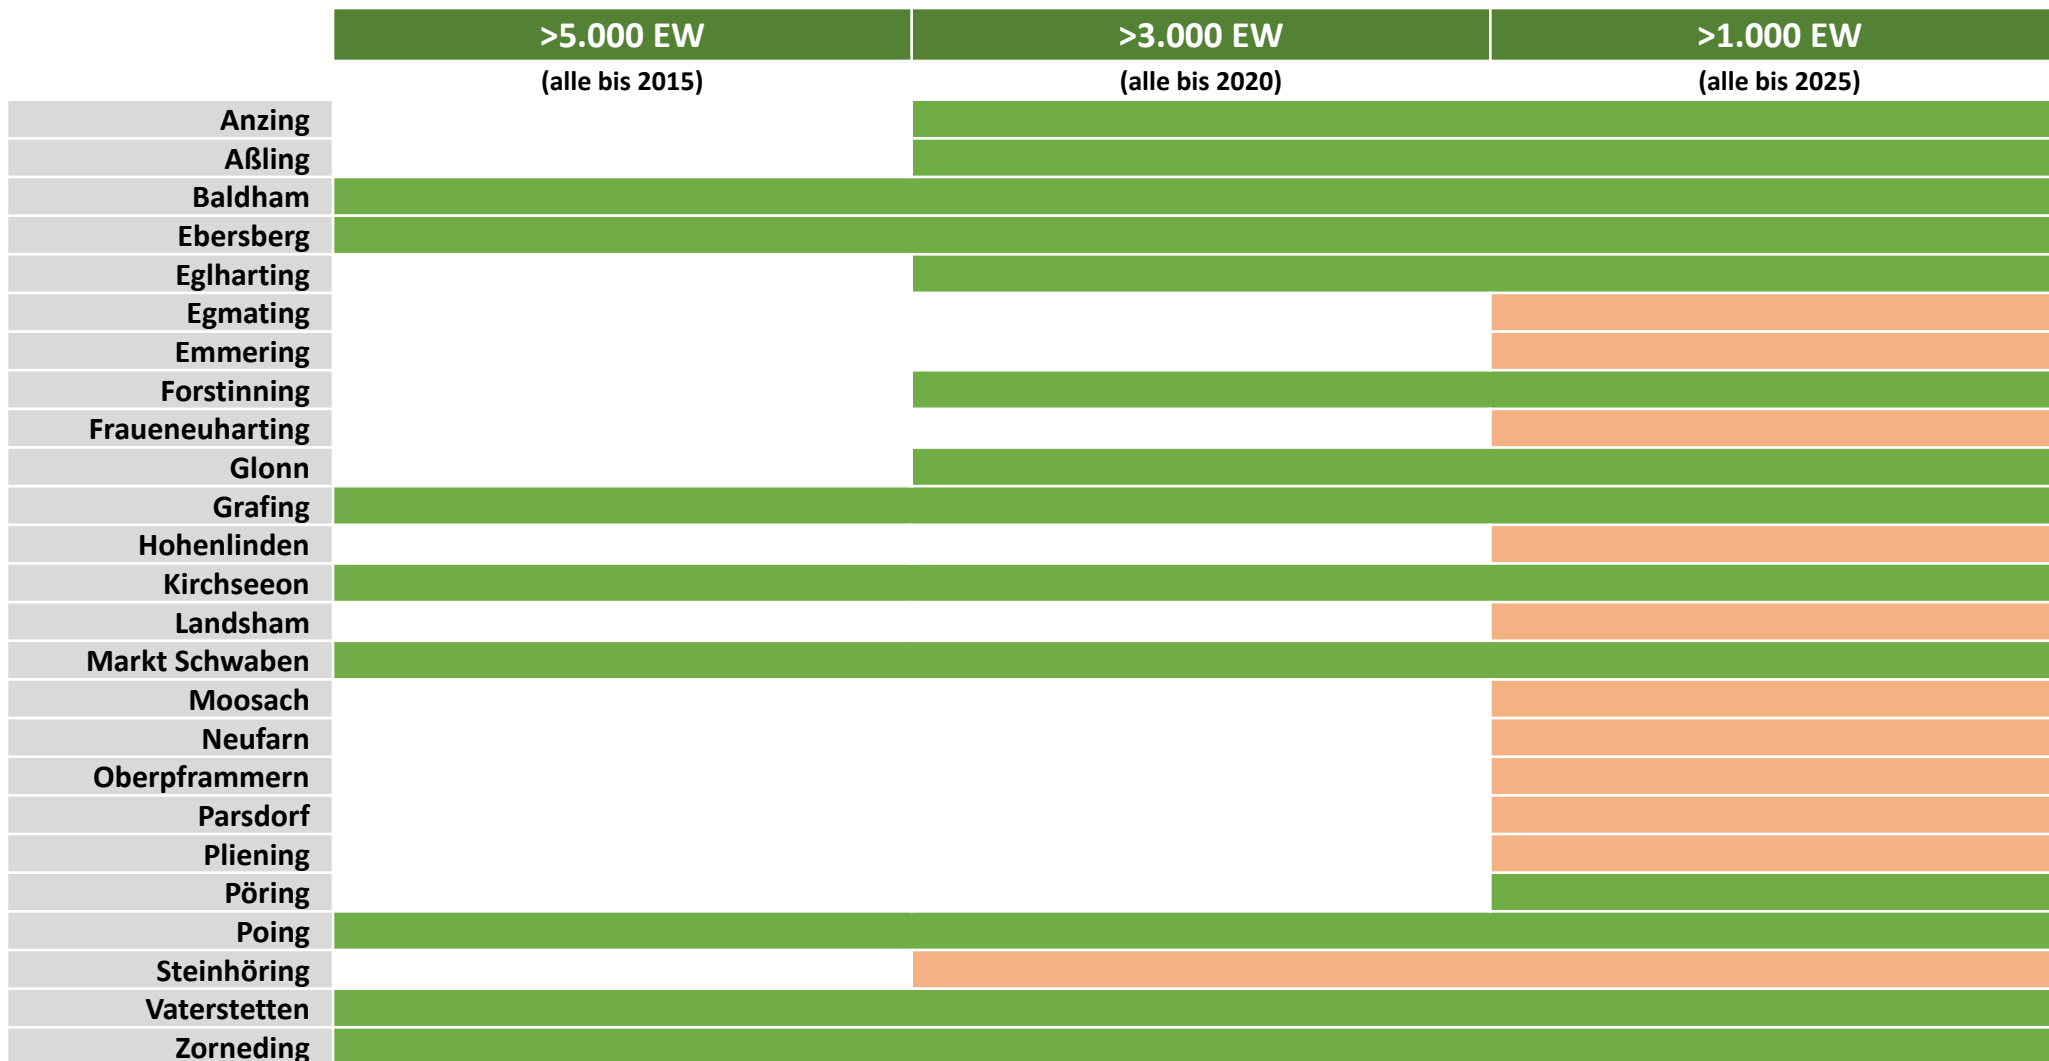 >5.000 EW >3.000 EW >1.000 EW
(alle bis 2015) (alle bis 2020) (alle bis 2025)
Anzing
Aßling
Baldham
Ebersberg
Eglharting
Egmating
Emmering
Forstinning
Fraueneuharting
Glonn
Grafing
Hohenlinden
Kirchseeon
Landsham
Markt Schwaben
Moosach
Neufarn
Oberpframmern
Parsdorf
Pliening
Pöring
Poing
Steinhöring
Vaterstetten
Zorneding